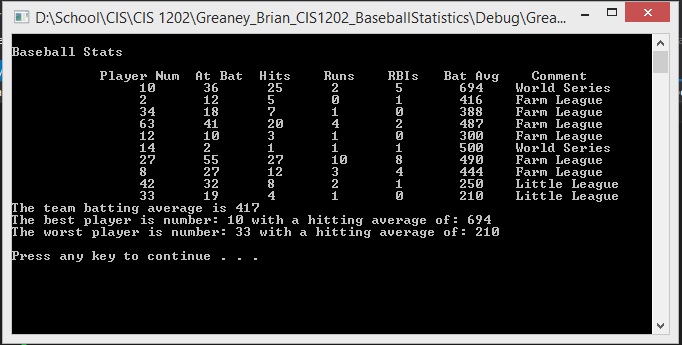 D:\School\CIS\CIS 1202\Greaney_Brian_CIS1202_BaseballStatistics\Debug\Grea...
Baseball Stats
Player Num At Bat Hits Runs RBIs Bat Avg Comment
10 36 25 2 5 694 World Series
2 12 5 0 1 416 Farm League
34 18 7 1 0 388 Farm League
63 41 20 4 2 487 Farm League
12 10 3 1 0 300 Farm League
14 2 1 1 1 500 World Series
27 55 27 10 8 490 Farm League
8 27 12 3 4 444 Farm League
42 32 8 2 1 250 Little League
33 19 4 1 0 210 Little League
The team batting average is 417
The best player is number: 10 with a hitting average of: 694
The worst player is number: 33 with a hitting average of: 210
Press any key to continue . . .